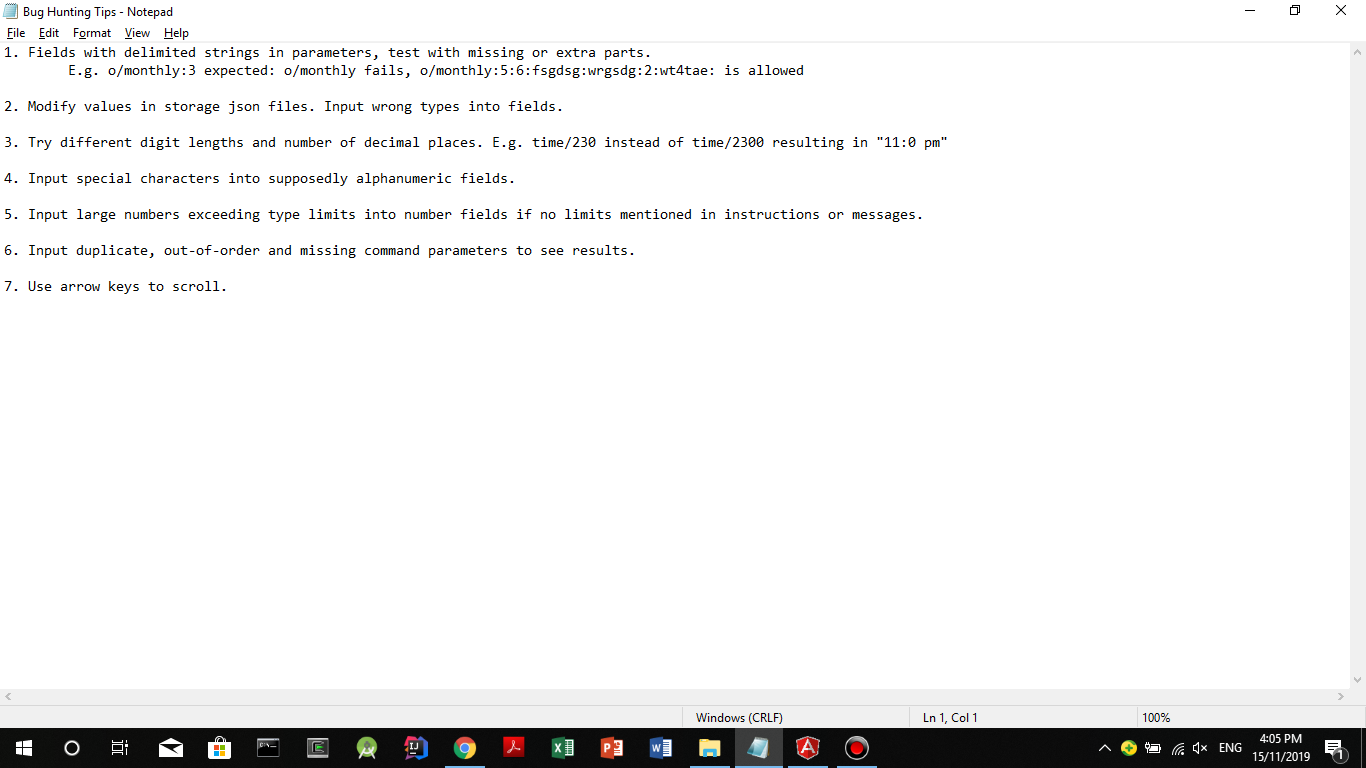 Bug Hunting Tips - Notepad
File Edit Format View Help
1. Fields with delimited strings in parameters, test with missing or extra parts.
E.g. o/monthly:3 expected: o/monthly fails, o/monthly:5:6:fsgdsg:wrgsdg:2:wt4tae: is allowed
2. Modify values in storage json files. Input wrong types into fields.
3. Try different digit lengths and number of decimal places. E.g. time/230 instead of time/2300 resulting in "11:0 pm"
4. Input special characters into supposedly alphanumeric fields.
5. Input large numbers exceeding type limits into number fields if no limits mentioned in instructions or messages.
6. Input duplicate, out-of-order and missing command parameters to see results.
7. Use arrow keys to scroll.
Windows (CRLF) Ln 1, Col 1 100%
ENG 4:05 PM
15/11/2019 1